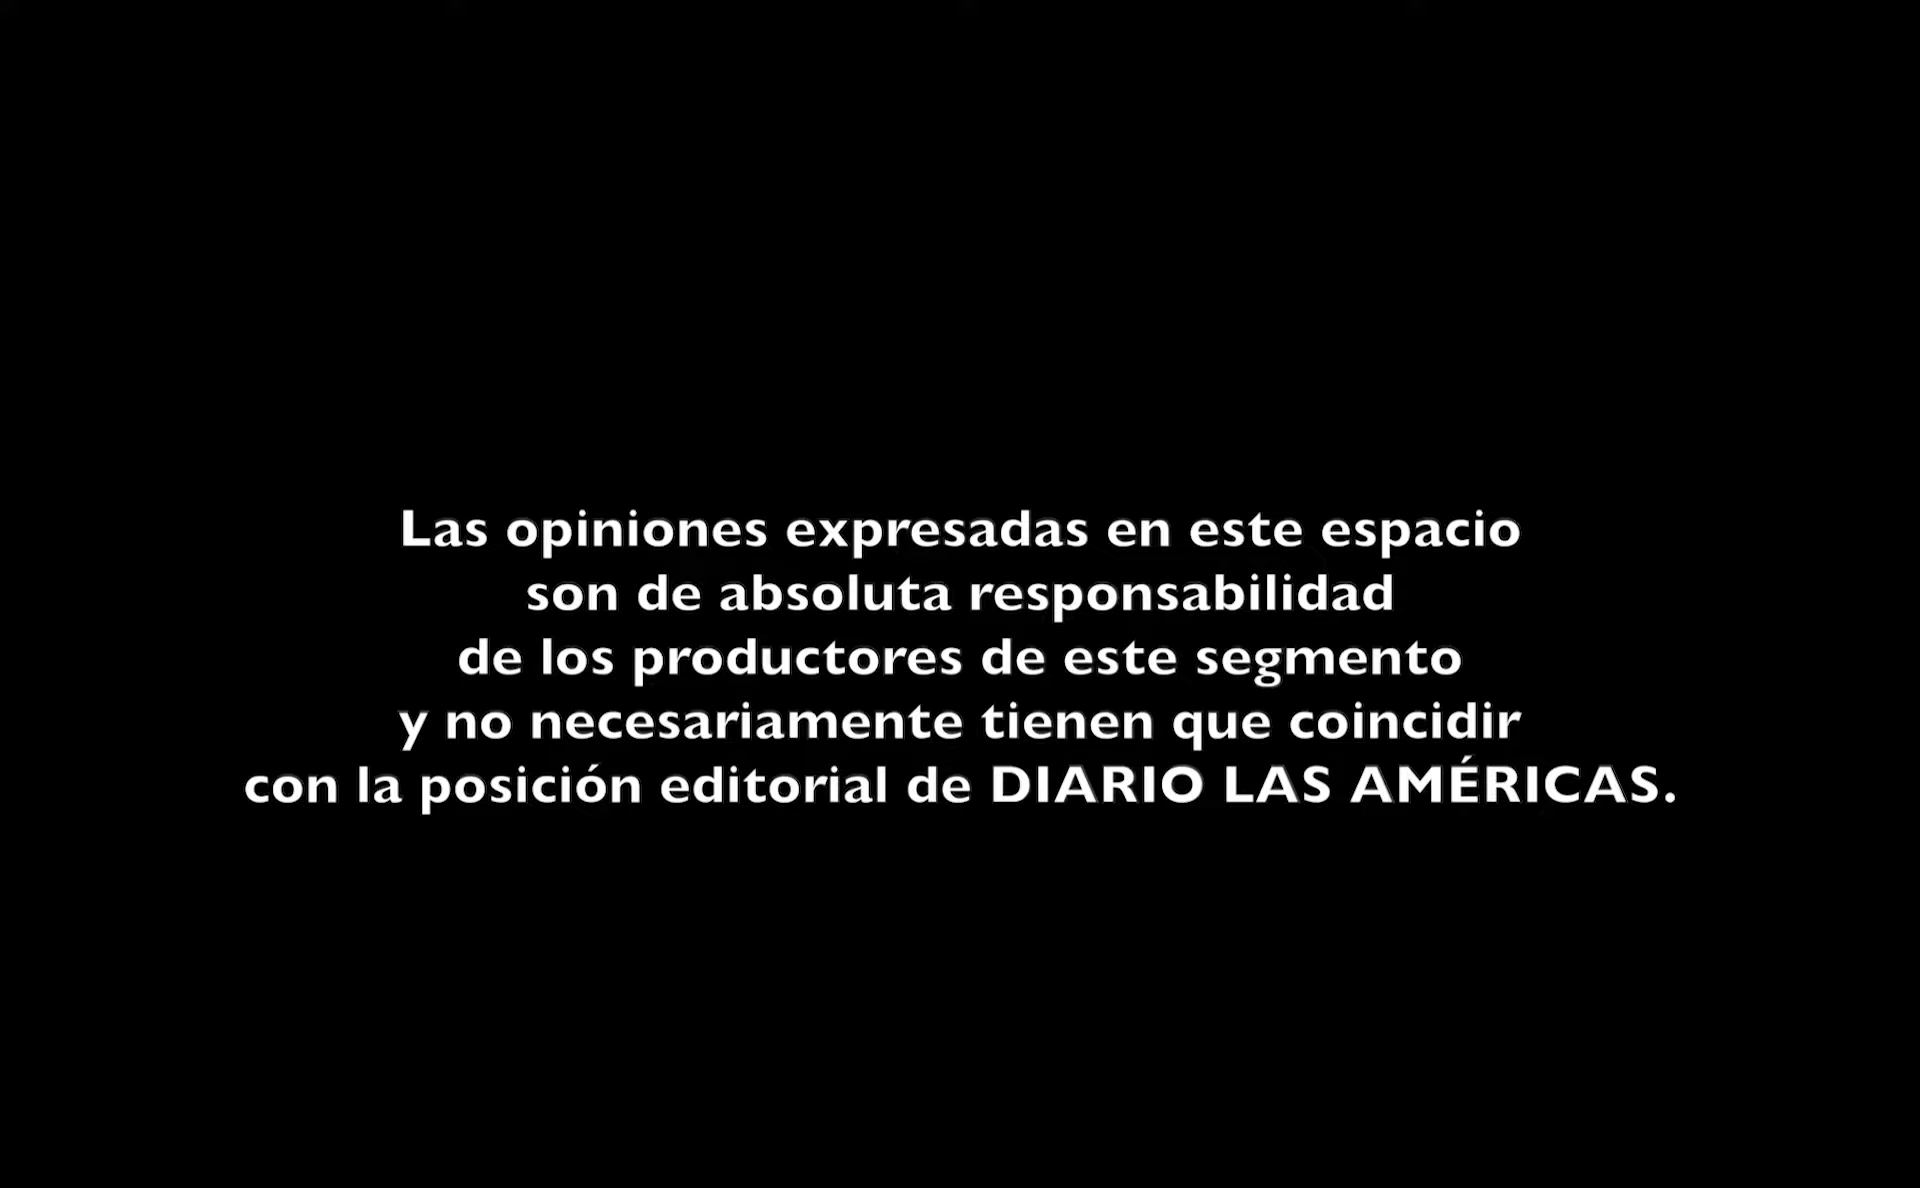 Las opiniones expresadas en este espacio
son de absoluta responsabilidad
de los productores de este segmento
y no necesariamente tienen que coincidir
con la posición editorial de DIARIO LAS AMÉRICAS.